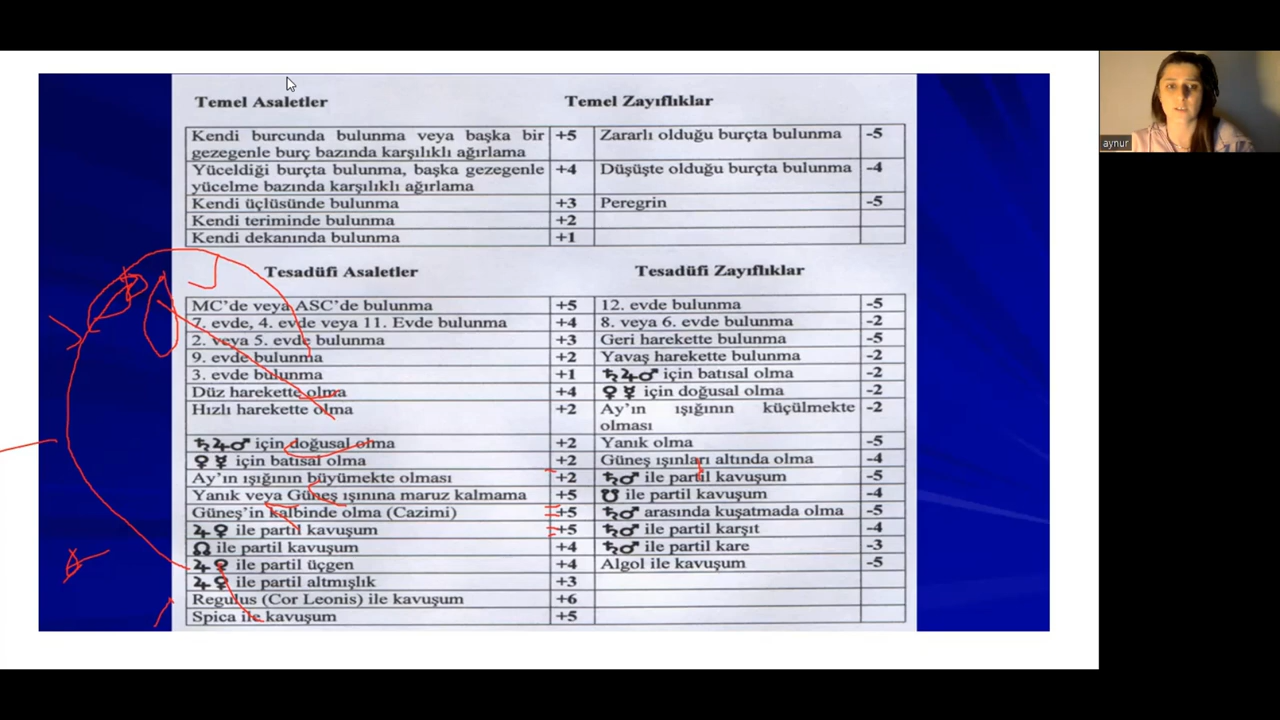 Temel Asaletler
Temel Zayıflıklar
Kendi burcunda bulunma veya başka bir gezegenle burç bazında karşılıklı ağırlama +5 Zararlı olduğu burçta bulunma -5
Yüceldiği burçta bulunma, başka gezegenle yücelme bazında karşılıklı ağırlama +4 Düşüşte olduğu burçta bulunma -4
Kendi üçlüsünde bulunma +3 Peregrin -5
Kendi teriminde bulunma +2
Kendi dekanında bulunma +1
Tesadüfi Asaletler
Tesadüfi Zayıflıklar
MC'de veya ASC'de bulunma +5 12. evde bulunma -5
7. evde, 4. evde veya 11. Evde bulunma +4 8. veya 6. evde bulunma -2
2. veya 5. evde bulunma +3 Geri harekette bulunma -5
9. evde bulunma +2 Yavaş harekette bulunma -2
3. evde bulunma +1 ♄♃♂ için batısal olma -2
Düz harekette olma +4 ♀☿ için doğusal olma -2
Hızlı harekette olma +2 Ay'ın ışığının küçülmekte olması -2
♄♃♂ için doğusal olma +2 Yanık olma -5
♀☿ için batısal olma +2 Güneş ışınları altında olma -4
Ay'ın ışığının büyümekte olması +2 ♄♂ ile partil kavuşum -5
Yanık veya Güneş ışınına maruz kalmama +5 ☋ ile partil kavuşum -4
Güneş'in kalbinde olma (Cazimi) +5 ♄♂ arasında kuşatmada olma -5
♃♀ ile partil kavuşum +5 ♄♂ ile partil karşıt -4
☊ ile partil kavuşum +4 ♄♂ ile partil kare -3
♃♀ ile partil üçgen +4 Algol ile kavuşum -5
♃♀ ile partil altmışlık +3
Regulus (Cor Leonis) ile kavuşum +6
Spica ile kavuşum +5
aynur